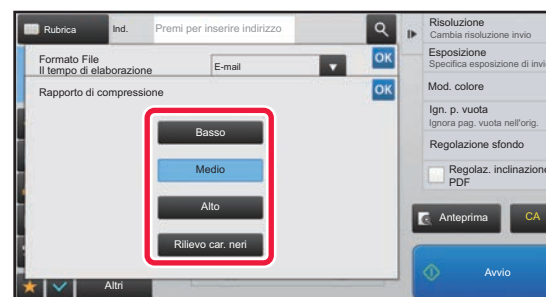 Rubrica
Ind.
Premi per inserire indirizzo
Formato File
Il tempo di elaborazione
E-mail
OK
Rapporto di compressione
OK
Basso
Medio
Alto
Rilievo car. neri
Altri
Risoluzione
Cambia risoluzione invio
Esposizione
Specifica esposizione di invi
Mod. colore
Ign. p. vuota
Ignora pag. vuota nell'orig.
Regolazione sfondo
Regolaz. inclinazione
PDF
Anteprima
CA
Avvio